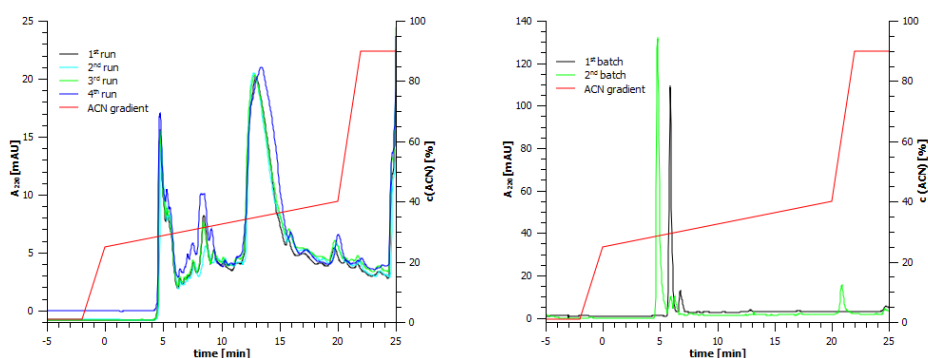 25
20
15
10
5
0
A₂₂₀ [mAU]
1ˢᵗ run
2ⁿᵈ run
3ʳᵈ run
4ᵗʰ run
ACN gradient
100
80
60
40
20
0
c(ACN) [%]
-5 0 5 10 15 20 25
time [min]
140
120
100
80
60
40
20
0
A₂₂₀ [mAU]
1ˢᵗ batch
2ⁿᵈ batch
ACN gradient
100
80
60
40
20
0
c(ACN) [%]
-5 0 5 10 15 20 25
time [min]